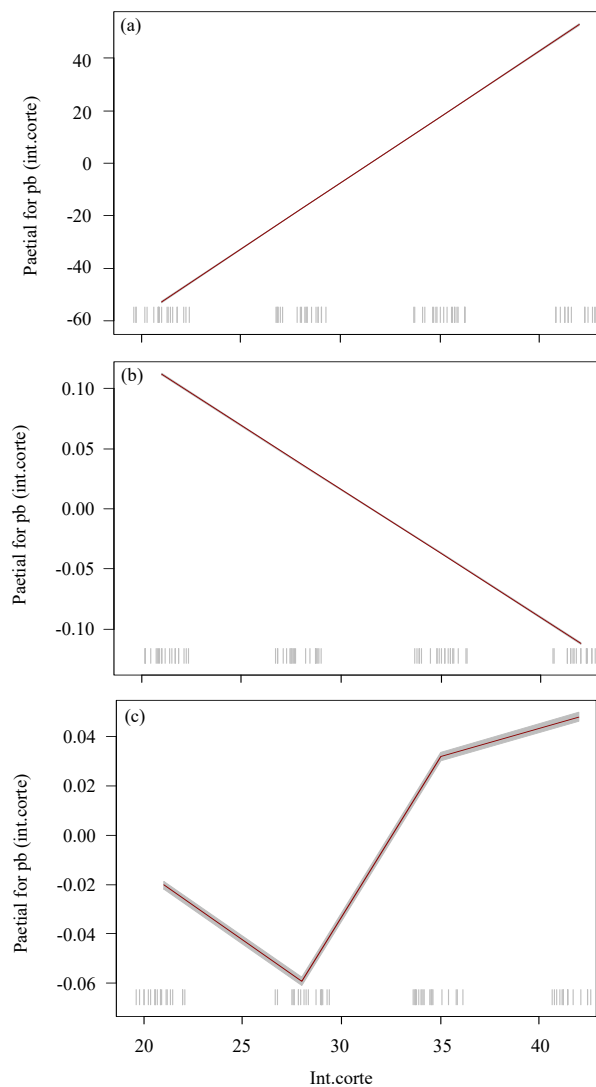 (a)
40
20
0
-20
-40
-60
Paetial for pb (int.corte)
(b)
0.10
0.05
0.00
-0.05
-0.10
Paetial for pb (int.corte)
(c)
0.04
0.02
0.00
-0.02
-0.04
-0.06
Paetial for pb (int.corte)
20 25 30 35 40
Int.corte